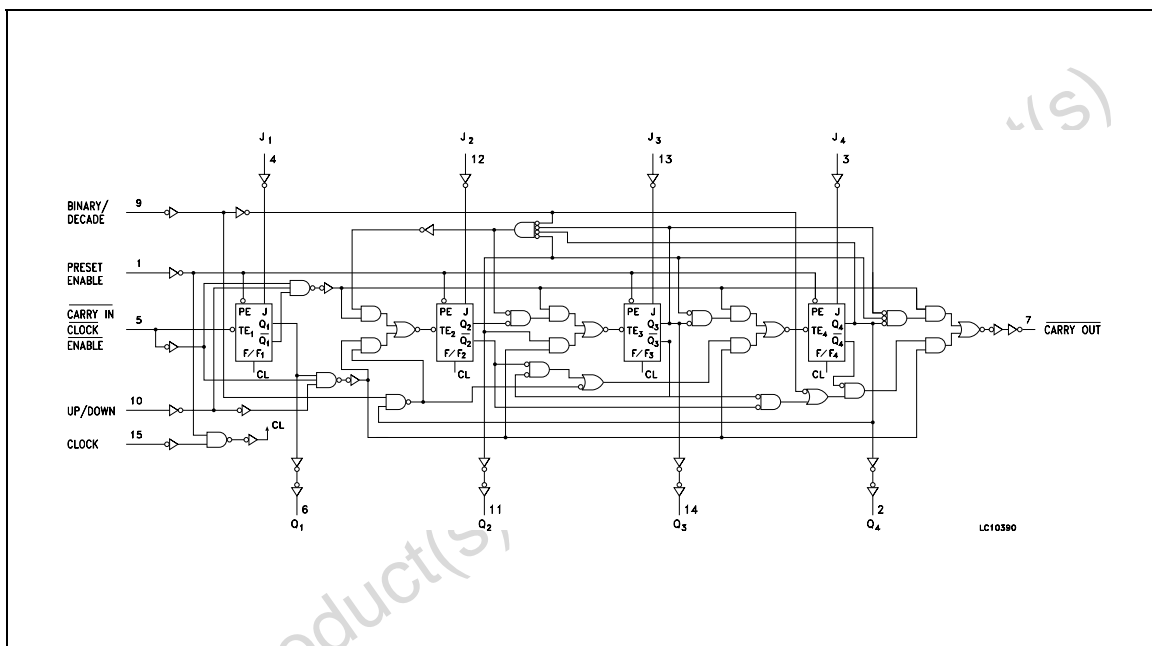 t(s)
J1 J2 J3 J4
4 12 13 3
BINARY/
DECADE
9
PRESET
ENABLE
1
CARRY IN
CLOCK
ENABLE
5
UP/DOWN
10
CLOCK
15
PE J
TE1 Q1
Q1
F/F1
CL
PE J
TE2 Q2
Q2
F/F2
CL
PE J
TE3 Q3
Q3
F/F3
CL
PE J
TE4 Q4
Q4
F/F4
CL
7
CARRY OUT
CL
6 11 14 2
Q1 Q2 Q3 Q4
LC10390
oduct(s)